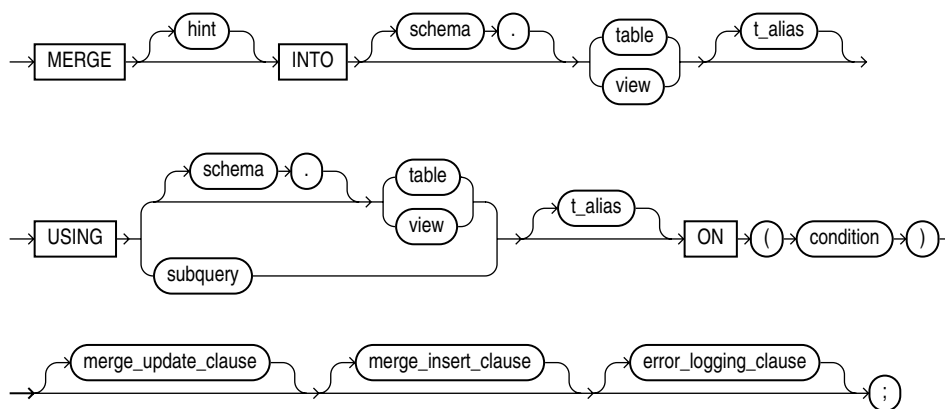 MERGE hint INTO schema . table view t_alias
USING schema . table view subquery t_alias ON ( condition )
merge_update_clause merge_insert_clause error_logging_clause ;